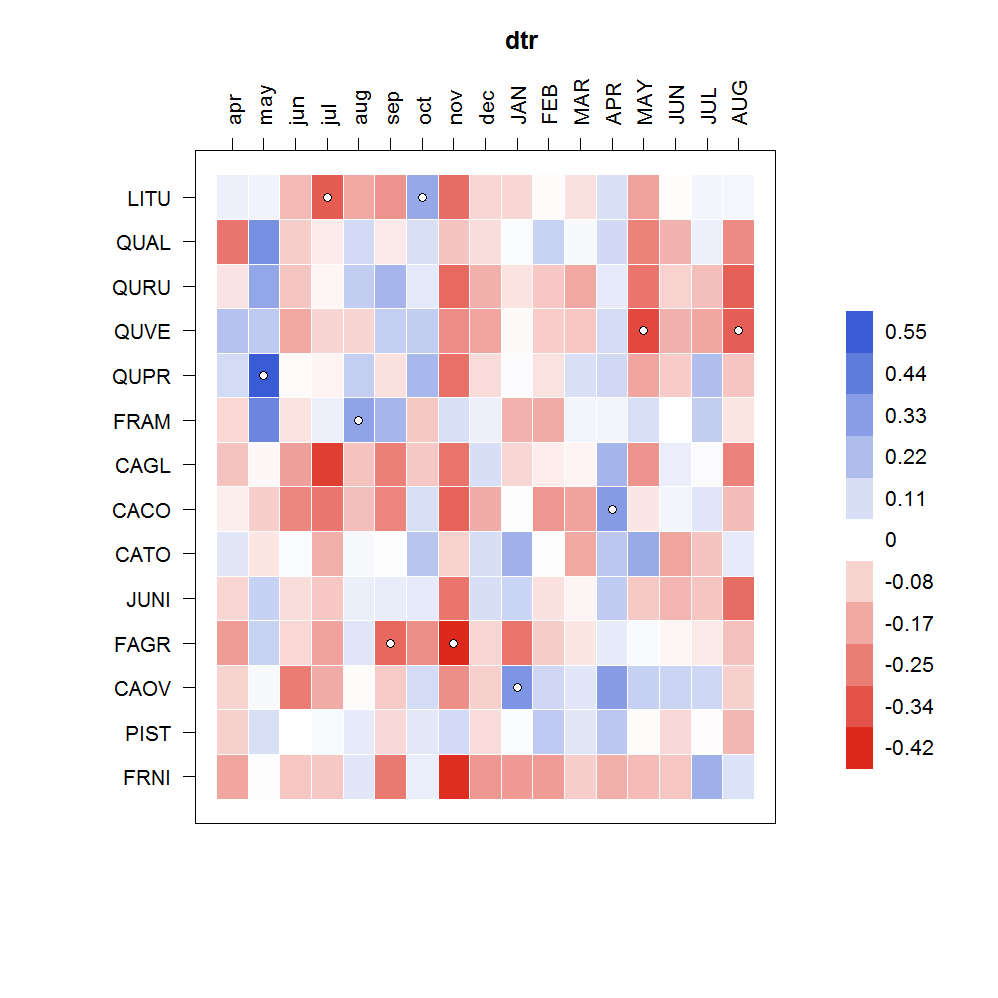 dtr
apr may jun jul aug sep oct nov dec JAN FEB MAR APR MAY JUN JUL AUG
LITU
QUAL
QURU
QUVE
QUPR
FRAM
CAGL
CACO
CATO
JUNI
FAGR
CAOV
PIST
FRNI
0.55
0.44
0.33
0.22
0.11
0
-0.08
-0.17
-0.25
-0.34
-0.42